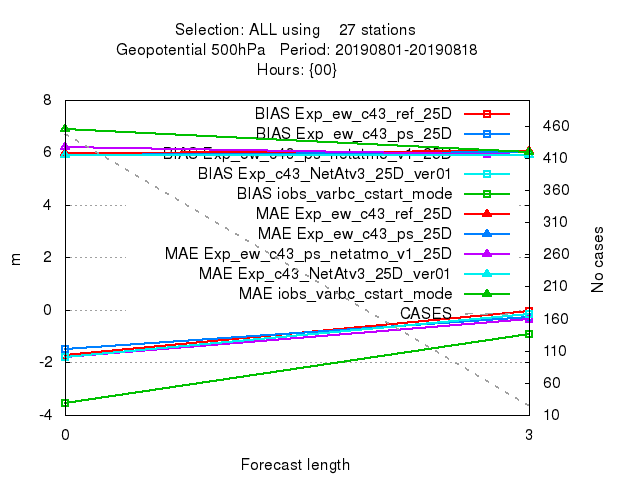 Selection: ALL using 27 stations
Geopotential 500hPa Period: 20190801-20190818
Hours: {00}
8
6
4
2
0
-2
-4
m
BIAS Exp_ew_c43_ref_25D
BIAS Exp_ew_c43_ps_25D
BIAS Exp_ew_c43_ps_netatmo_v1_25D
BIAS Exp_c43_NetAtv3_25D_ver01
BIAS iobs_varbc_cstart_mode
MAE Exp_ew_c43_ref_25D
MAE Exp_ew_c43_ps_25D
MAE Exp_ew_c43_ps_netatmo_v1_25D
MAE Exp_c43_NetAtv3_25D_ver01
MAE iobs_varbc_cstart_mode
CASES
460
410
360
310
260
210
160
110
60
10
No cases
0
3
Forecast length